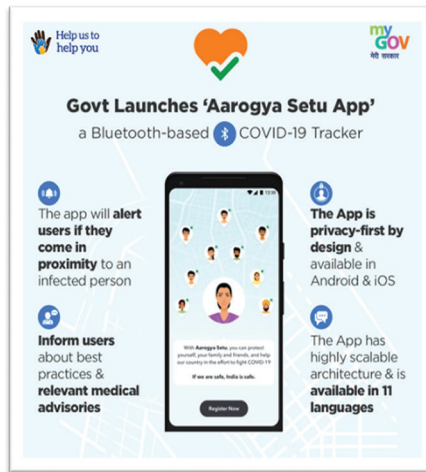 Help us to
help you
my
GOV
मेरी सरकार
Govt Launches ‘Aarogya Setu App’
a Bluetooth-based COVID-19 Tracker
The app will alert
users if they
come in
proximity to an
infected person
Inform users
about best
practices &
relevant medical
advisories
12:30
With Aarogya Setu, you can protect
yourself, your family and friends, and help
our country in the effort to fight COVID-19
If we are safe, India is safe.
Register Now
The App is
privacy-first by
design &
available in
Android & iOS
The App has
highly scalable
architecture & is
available in 11
languages